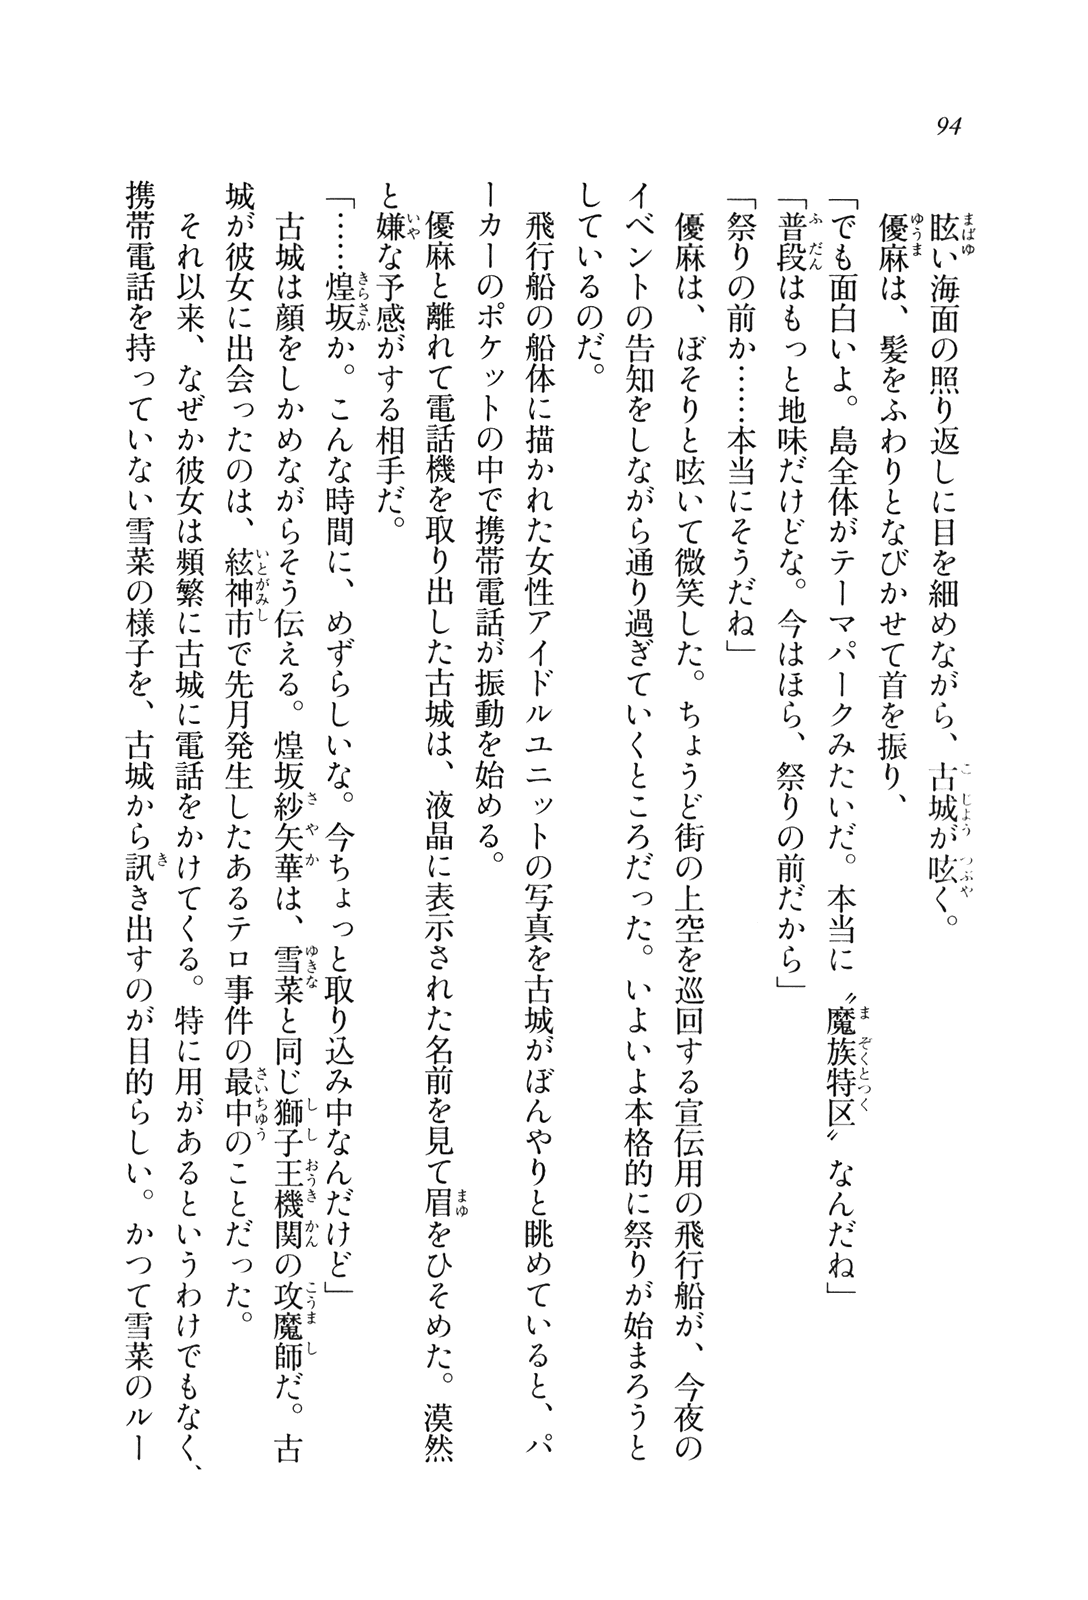 94
　眩い海面の照り返しに目を細めながら、古城が呟く。
　優麻は、髪をふわりとなびかせて首を振り、
「でも面白いよ。島全体がテーマパークみたいだ。本当に〝魔族特区〟なんだね」
「普段はもっと地味だけどな。今はほら、祭りの前だから」
「祭りの前か……本当にそうだね」
　優麻は、ぼそりと呟いて微笑した。ちょうど街の上空を巡回する宣伝用の飛行船が、今夜の
イベントの告知をしながら通り過ぎていくところだった。いよいよ本格的に祭りが始まろうと
しているのだ。
　飛行船の船体に描かれた女性アイドルユニットの写真を古城がぼんやりと眺めていると、パ
ーカーのポケットの中で携帯電話が振動を始める。
　優麻と離れて電話機を取り出した古城は、液晶に表示された名前を見て眉をひそめた。漠然
と嫌な予感がする相手だ。
「……煌坂か。こんな時間に、めずらしいな。今ちょっと取り込み中なんだけど」
　古城は顔をしかめながらそう伝える。煌坂紗矢華は、雪菜と同じ獅子王機関の攻魔師だ。古
城が彼女に出会ったのは、絃神市で先月発生したあるテロ事件の最中のことだった。
　それ以来、なぜか彼女は頻繁に古城に電話をかけてくる。特に用があるというわけでもなく、
携帯電話を持っていない雪菜の様子を、古城から訊き出すのが目的らしい。かつて雪菜のルー